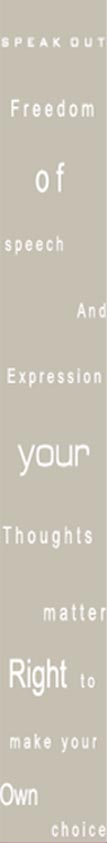 SPEAK OUT
Freedom
of
speech
And
Expression
your
Thoughts
matter
Right to
make your
Own
choice